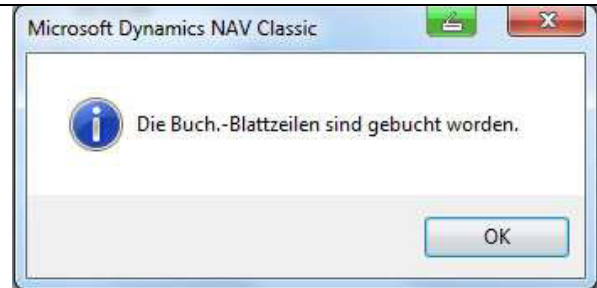 Microsoft Dynamics NAV Classic
Die Buch.-Blattzeilen sind gebucht worden.
OK